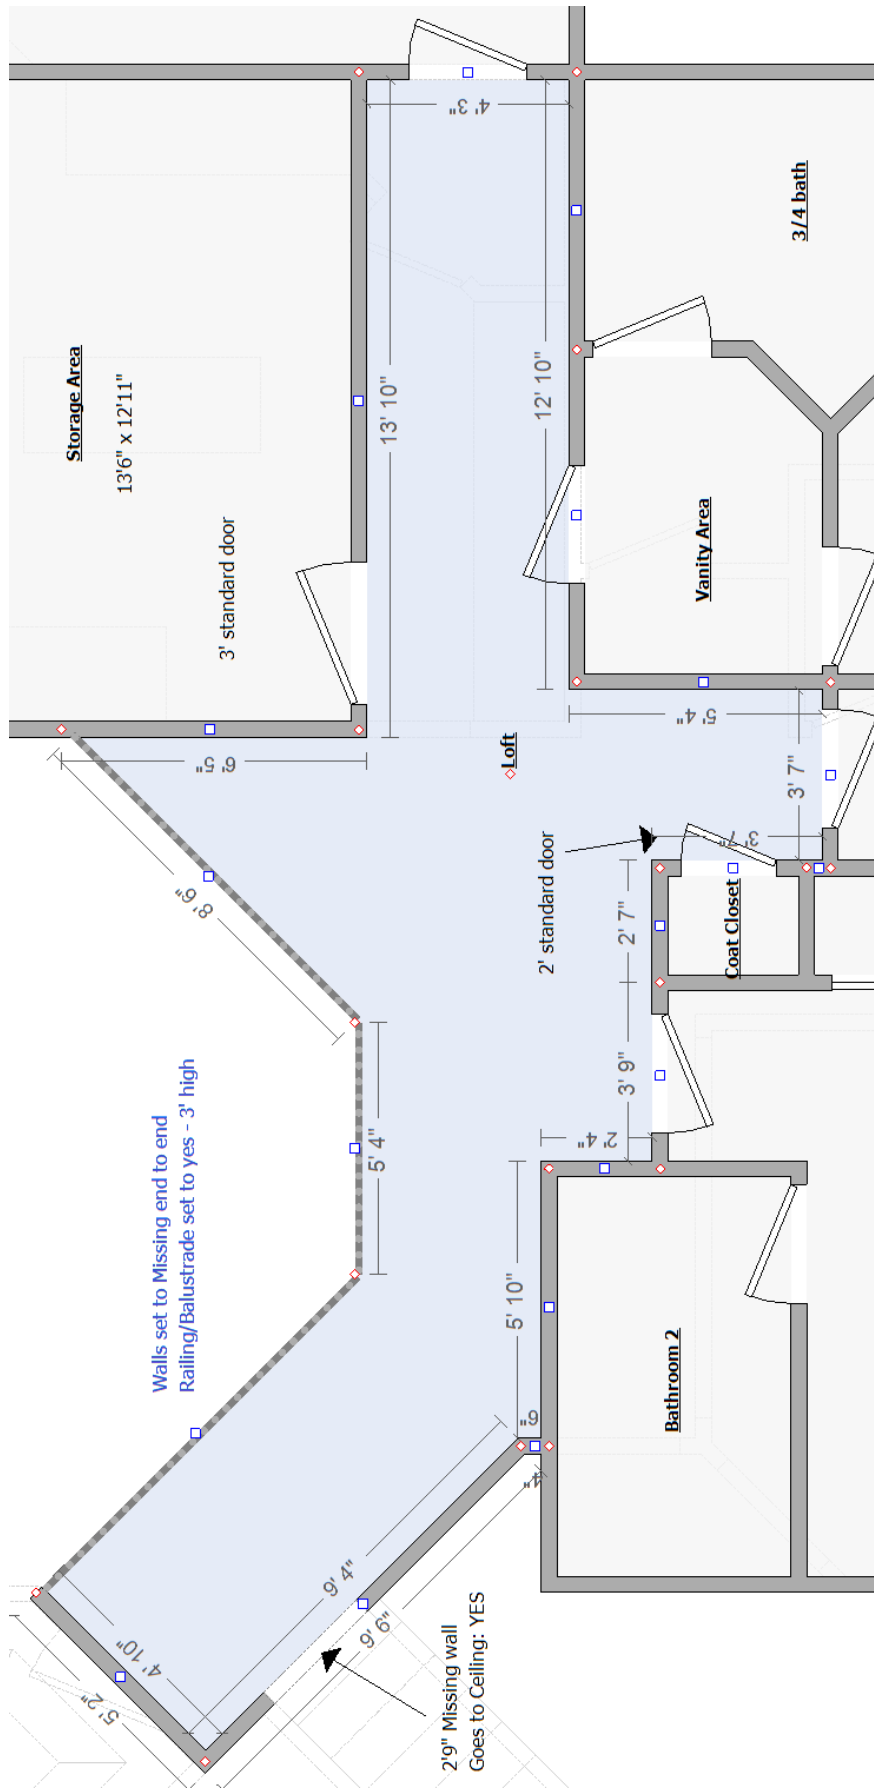 4' 3"
3/4 bath
Storage Area
13'6" x 12'11"
13' 10"
12' 10"
3' standard door
Vanity Area
6' 5"
Loft
5' 4"
3' 7"
3' 7"
8' 6"
2' standard door
2' 7"
Coat Closet
Walls set to Missing end to end
Railing/Balustrade set to yes - 3' high
5' 4"
3' 9"
2' 4"
5' 10"
Bathroom 2
6"
4"
9' 4"
9' 6"
4' 10"
5' 2"
2'9" Missing wall
Goes to Ceiling: YES